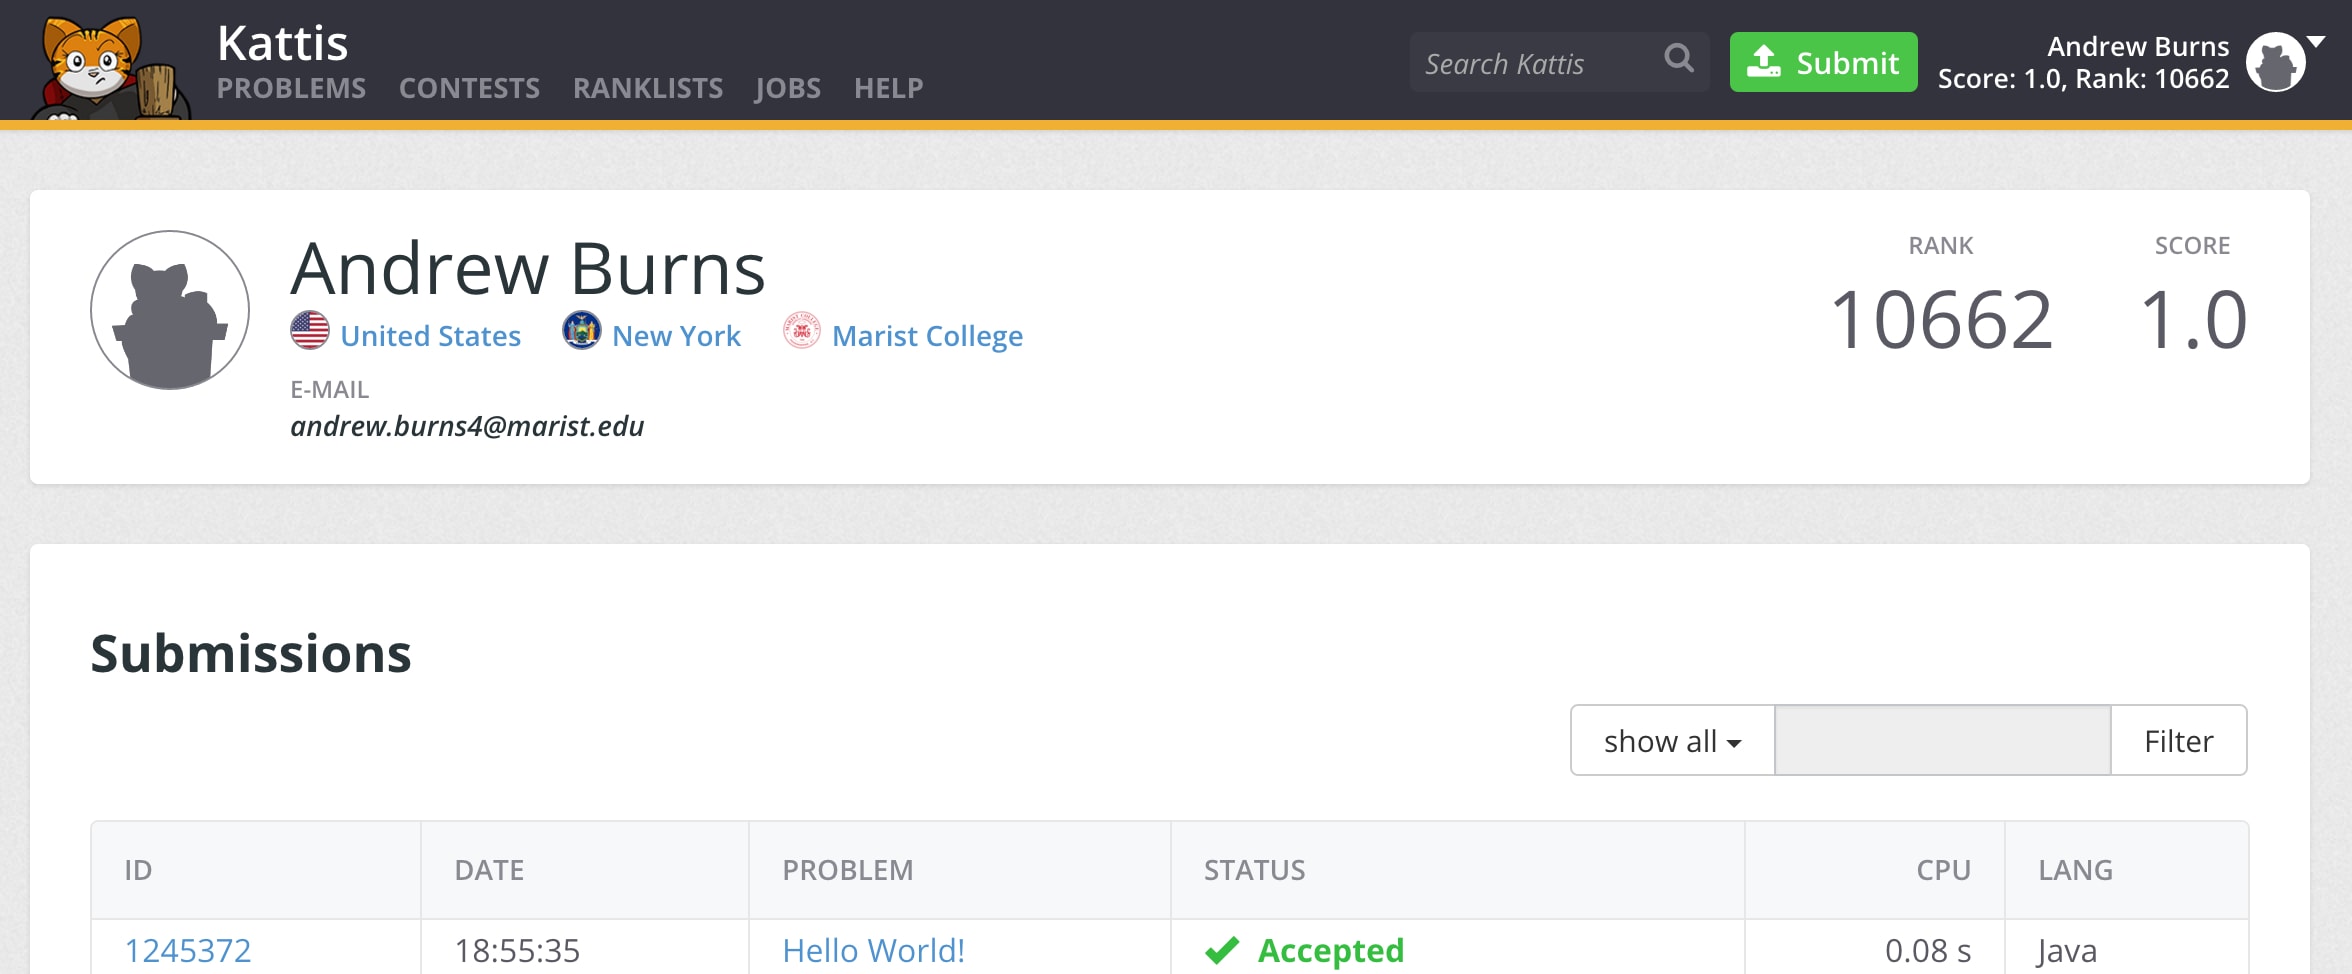 Kattis
PROBLEMS CONTESTS RANKLISTS JOBS HELP
Search Kattis
Submit
Andrew Burns
Score: 1.0, Rank: 10662
Andrew Burns
United States New York Marist College
E-MAIL
andrew.burns4@marist.edu
RANK SCORE
10662 1.0
Submissions
show all Filter
ID DATE PROBLEM STATUS CPU LANG
1245372 18:55:35 Hello World! Accepted 0.08 s Java